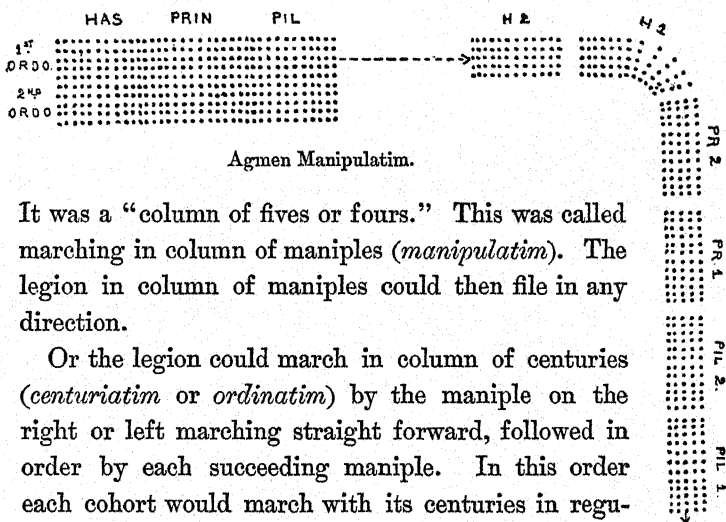 HAS PRIN PIL
H 2
H 2
1ST
ORDO.
2ND
ORDO
PR 2
PR. 1
PIL 2.
PIL 1.
Agmen Manipulatim.
It was a “column of fives or fours.” This was called
marching in column of maniples (manipulatim). The
legion in column of maniples could then file in any
direction.
Or the legion could march in column of centuries
(centuriatim or ordinatim) by the maniple on the
right or left marching straight forward, followed in
order by each succeeding maniple. In this order
each cohort would march with its centuries in regu-